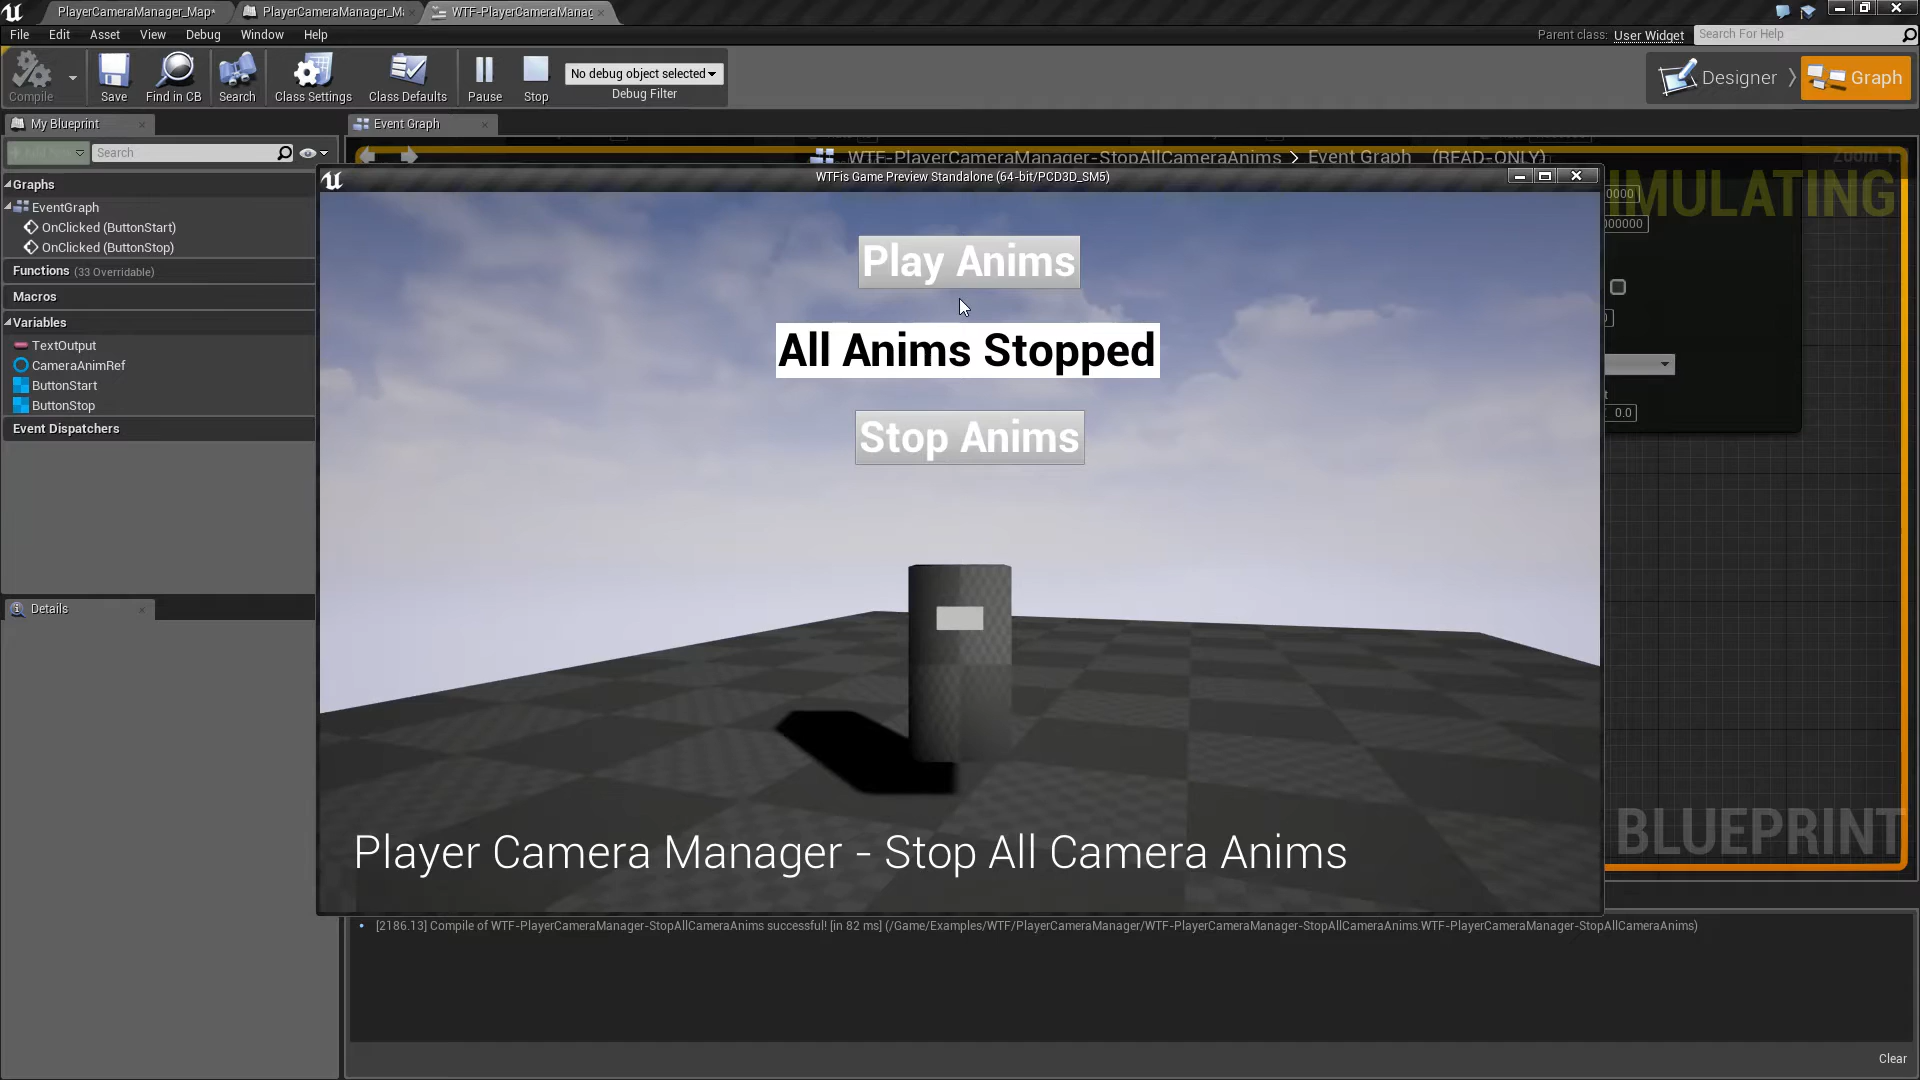 PlayerCameraManager_Map*
PlayerCameraManager_Ma
WTF-PlayerCameraManag
File Edit Asset View Debug Window Help
Parent class: User Widget
Search For Help
Compile
Save
Find in CB
Search
Class Settings
Class Defaults
Pause
Stop
No debug object selected
Debug Filter
Designer
Graph
My Blueprint
Event Graph
Search
WTF-PlayerCameraManager-StopAllCameraAnims > Event Graph (READ-ONLY)
WTFis Game Preview Standalone (64-bit/PCD3D_SM5)
Graphs
EventGraph
OnClicked (ButtonStart)
OnClicked (ButtonStop)
Functions (33 Overridable)
Macros
Variables
TextOutput
CameraAnimRef
ButtonStart
ButtonStop
Event Dispatchers
Details
Play Anims
All Anims Stopped
Stop Anims
Player Camera Manager - Stop All Camera Anims
IMULATING
0000
000000
0.0
BLUEPRINT
[2186.13] Compile of WTF-PlayerCameraManager-StopAllCameraAnims successful! [in 82 ms] (/Game/Examples/WTF/PlayerCameraManager/WTF-PlayerCameraManager-StopAllCameraAnims.WTF-PlayerCameraManager-StopAllCameraAnims)
Clear